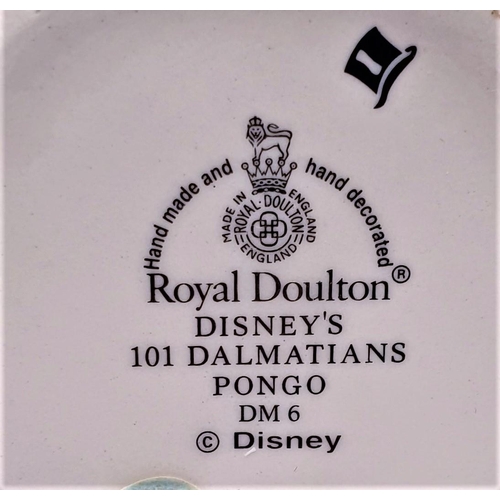 Hand made and hand decorated
MADE IN ENGLAND
ROYAL·DOULTON
ENGLAND
Royal Doulton®
DISNEY'S
101 DALMATIANS
PONGO
DM 6
© Disney